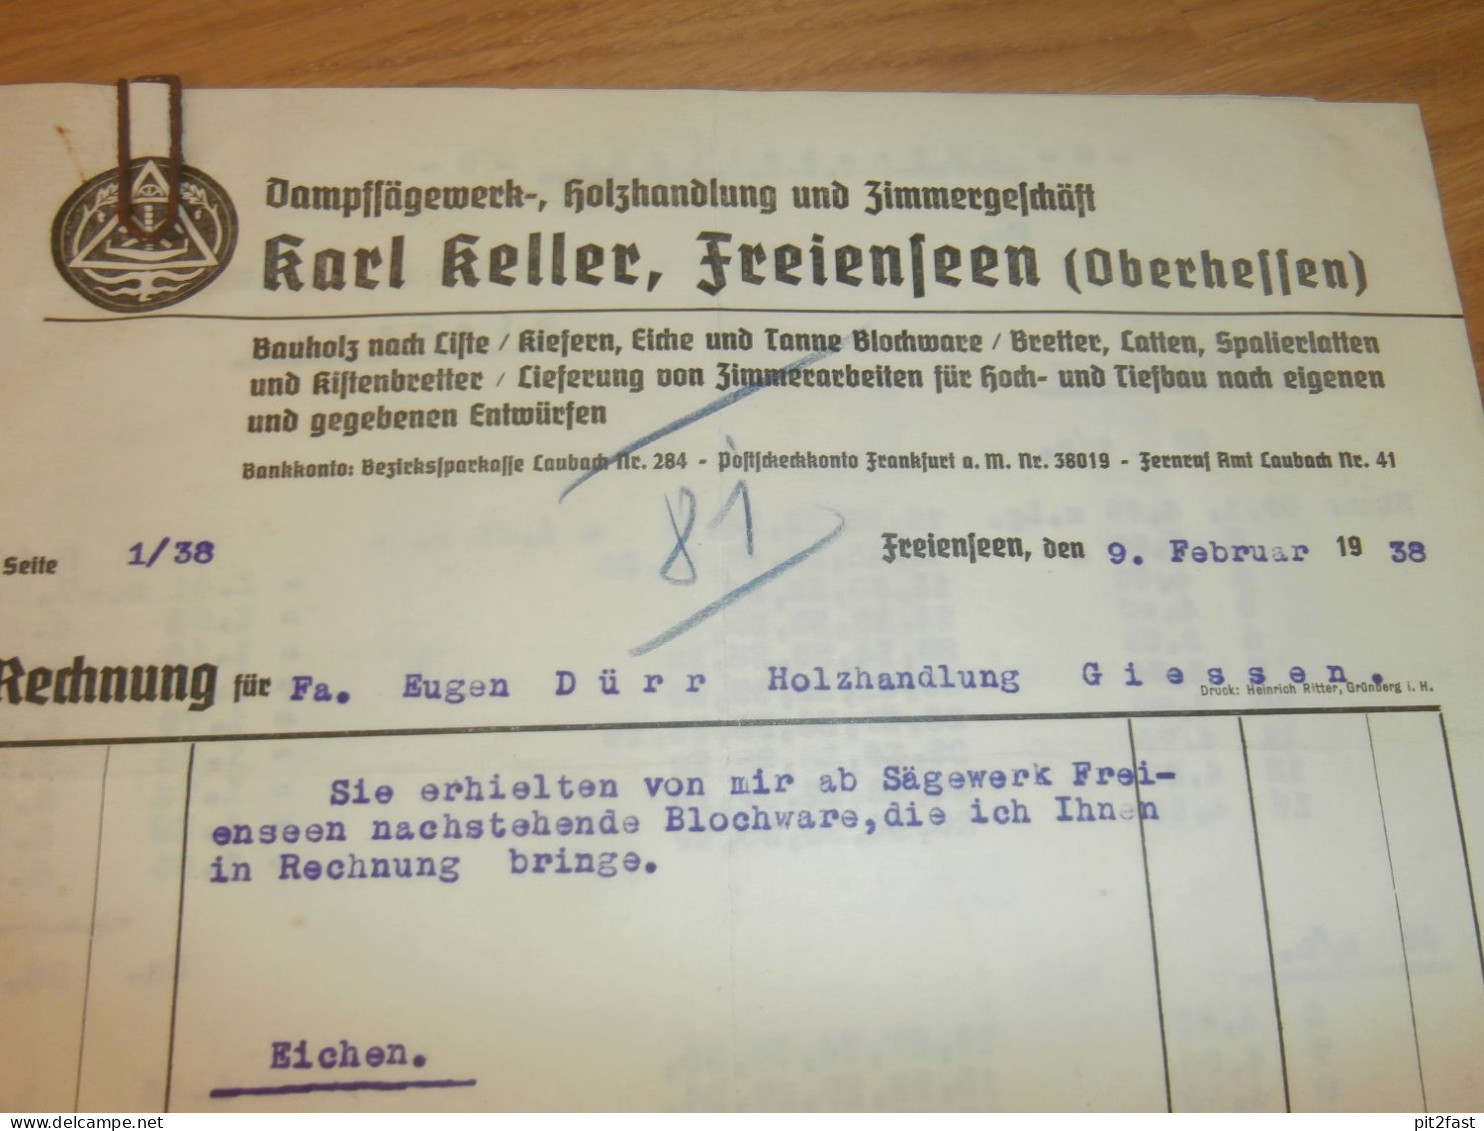 Dampfsägewerk-, Holzhandlung und Zimmergeschäft
Karl Keller, Freienseen (Oberhessen)
Bauholz nach Liste / Kiefern, Eiche und Tanne Blochware / Bretter, Latten, Spalierlatten
und Kistenbretter / Lieferung von Zimmerarbeiten für Hoch- und Tiefbau nach eigenen
und gegebenen Entwürfen
Bankkonto: Bezirkssparkasse Laubach Nr. 284 - Postscheckkonto Frankfurt a. M. Nr. 38019 - Fernruf Amt Laubach Nr. 41
81
Seite 1/38
Freienseen, den 9. Februar 1938
Rechnung für Fa. Eugen Dürr Holzhandlung Giessen.
Druck: Heinrich Ritter, Grünberg i. H.
Sie erhielten von mir ab Sägewerk Frei-
enseen nachstehende Blochware,die ich Ihnen
in Rechnung bringe.
Eichen.
delcampe.net
pit2fast